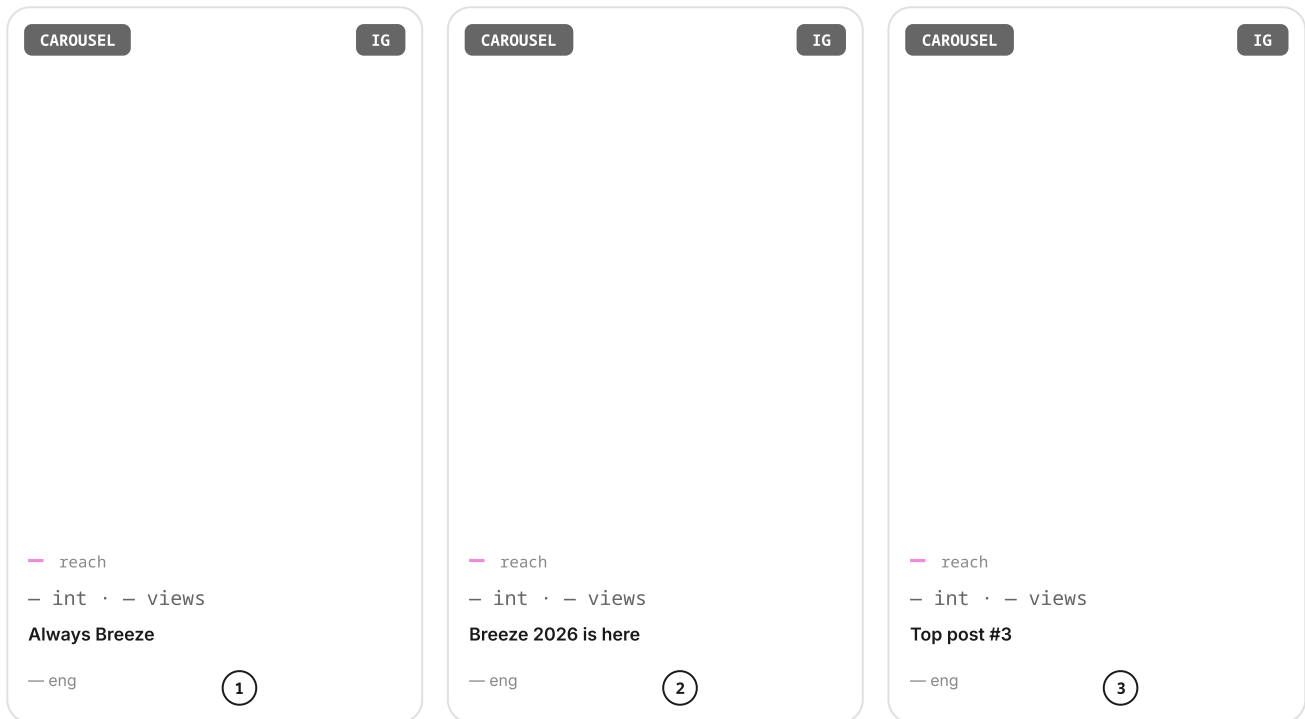 CAROUSEL IG
— reach
— int · — views
Always Breeze
— eng 1
CAROUSEL IG
— reach
— int · — views
Breeze 2026 is here
— eng 2
CAROUSEL IG
— reach
— int · — views
Top post #3
— eng 3